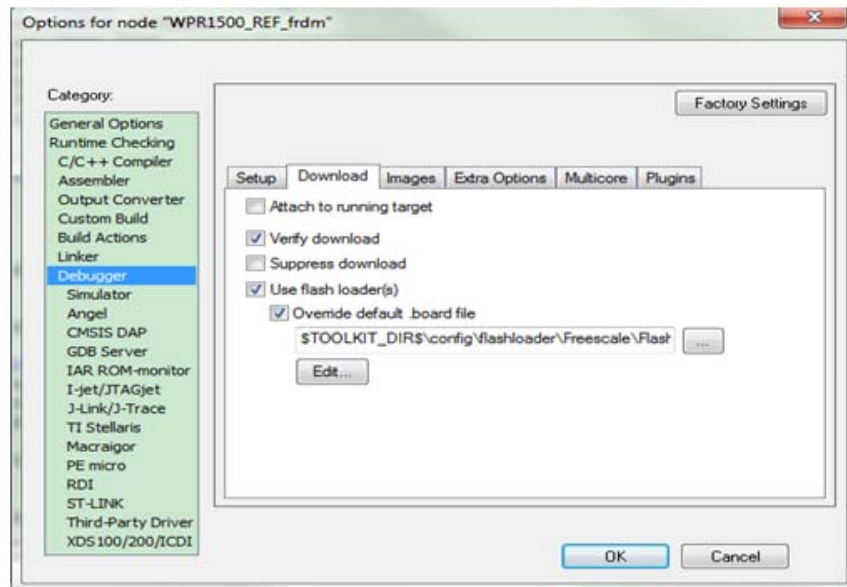 Options for node "WPR1500_REF_frdm"
Category:
Factory Settings
General Options
Runtime Checking
C/C++ Compiler
Assembler
Output Converter
Custom Build
Build Actions
Linker
Debugger
Simulator
Angel
CMSIS DAP
GDB Server
IAR ROM-monitor
I-jet/JTAGjet
J-Link/J-Trace
TI Stellaris
Macraigor
PE micro
RDI
ST-LINK
Third-Party Driver
XDS100/200/ICDI
Setup Download Images Extra Options Multicore Plugins
Attach to running target
Verify download
Suppress download
Use flash loader(s)
Override default .board file
$TOOLKIT_DIR$\config\flashloader\Freescale\Flash
...
Edit...
OK Cancel